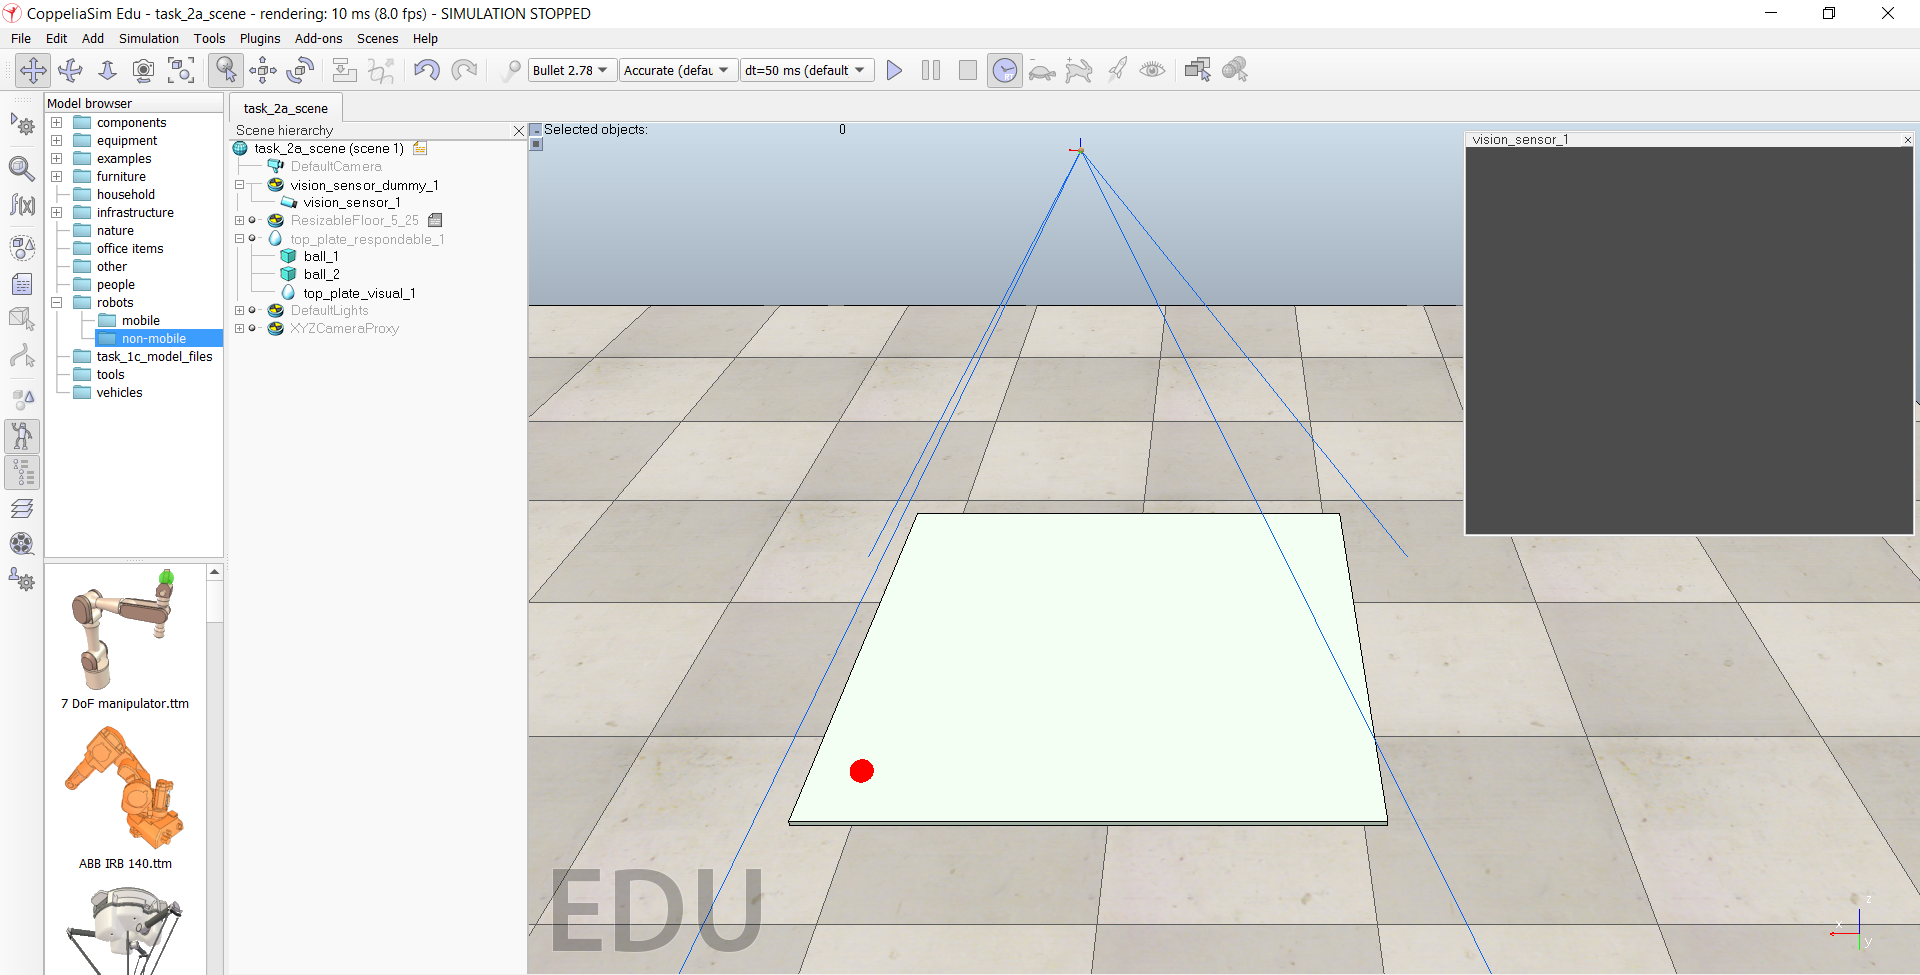 CoppeliaSim Edu - task_2a_scene - rendering: 10 ms (8.0 fps) - SIMULATION STOPPED
File Edit Add Simulation Tools Plugins Add-ons Scenes Help
Bullet 2.78 Accurate (defau dt=50 ms (default
Model browser
components
equipment
examples
furniture
household
infrastructure
nature
office items
other
people
robots
mobile
non-mobile
task_1c_model_files
tools
vehicles
7 DoF manipulator.ttm
ABB IRB 140.ttm
task_2a_scene
Scene hierarchy
task_2a_scene (scene 1)
DefaultCamera
vision_sensor_dummy_1
vision_sensor_1
ResizableFloor_5_25
top_plate_respondable_1
ball_1
ball_2
top_plate_visual_1
DefaultLights
XYZCameraProxy
Selected objects: 0
vision_sensor_1
EDU
z
x
y